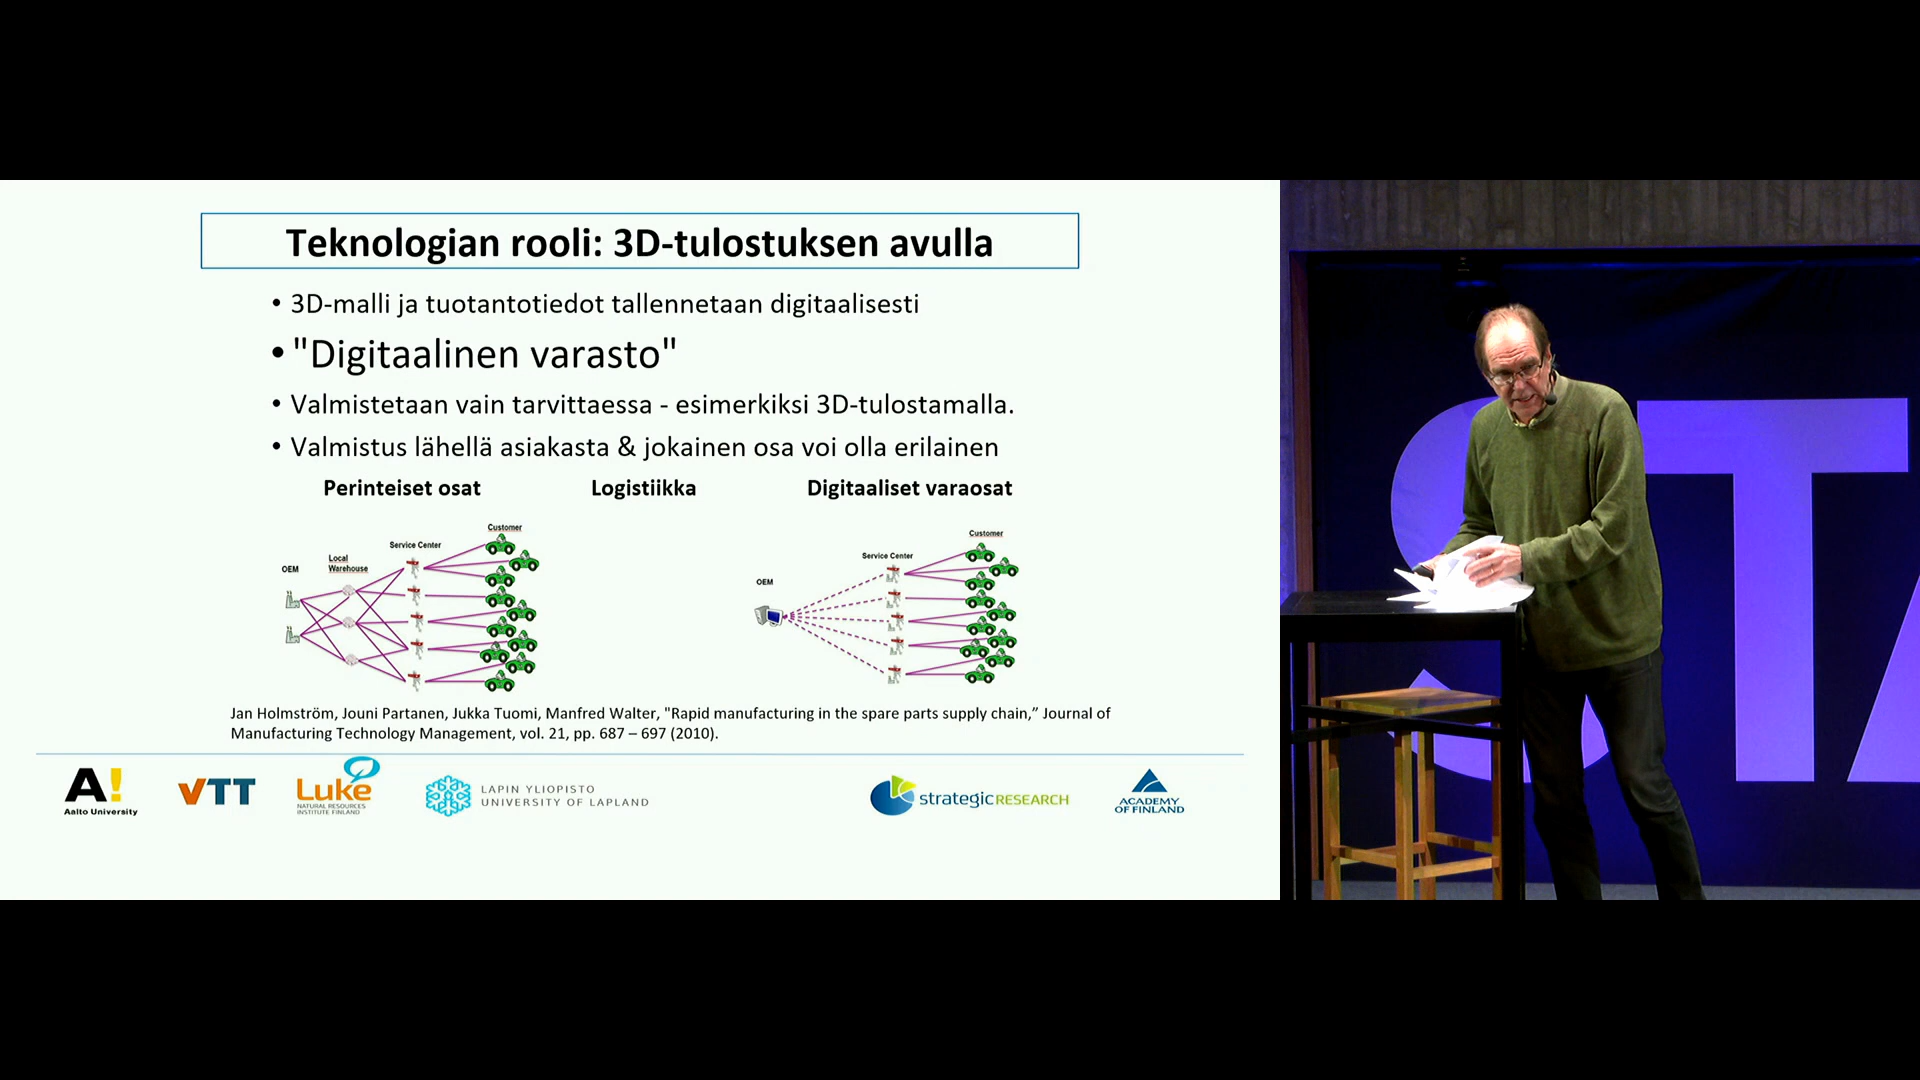 Teknologian rooli: 3D-tulostuksen avulla
• 3D-malli ja tuotantotiedot tallennetaan digitaalisesti
• "Digitaalinen varasto"
• Valmistetaan vain tarvittaessa - esimerkiksi 3D-tulostamalla.
• Valmistus lähellä asiakasta & jokainen osa voi olla erilainen
Perinteiset osat Logistiikka Digitaaliset varaosat
OEM
Local
Warehouse
Service Center
Customer
OEM
Service Center
Customer
Jan Holmström, Jouni Partanen, Jukka Tuomi, Manfred Walter, "Rapid manufacturing in the spare parts supply chain,” Journal of
Manufacturing Technology Management, vol. 21, pp. 687 – 697 (2010).
A!
Aalto University
VTT
Luke
NATURAL RESOURCES
INSTITUTE FINLAND
LAPIN YLIOPISTO
UNIVERSITY OF LAPLAND
strategicRESEARCH
ACADEMY
OF FINLAND
STA